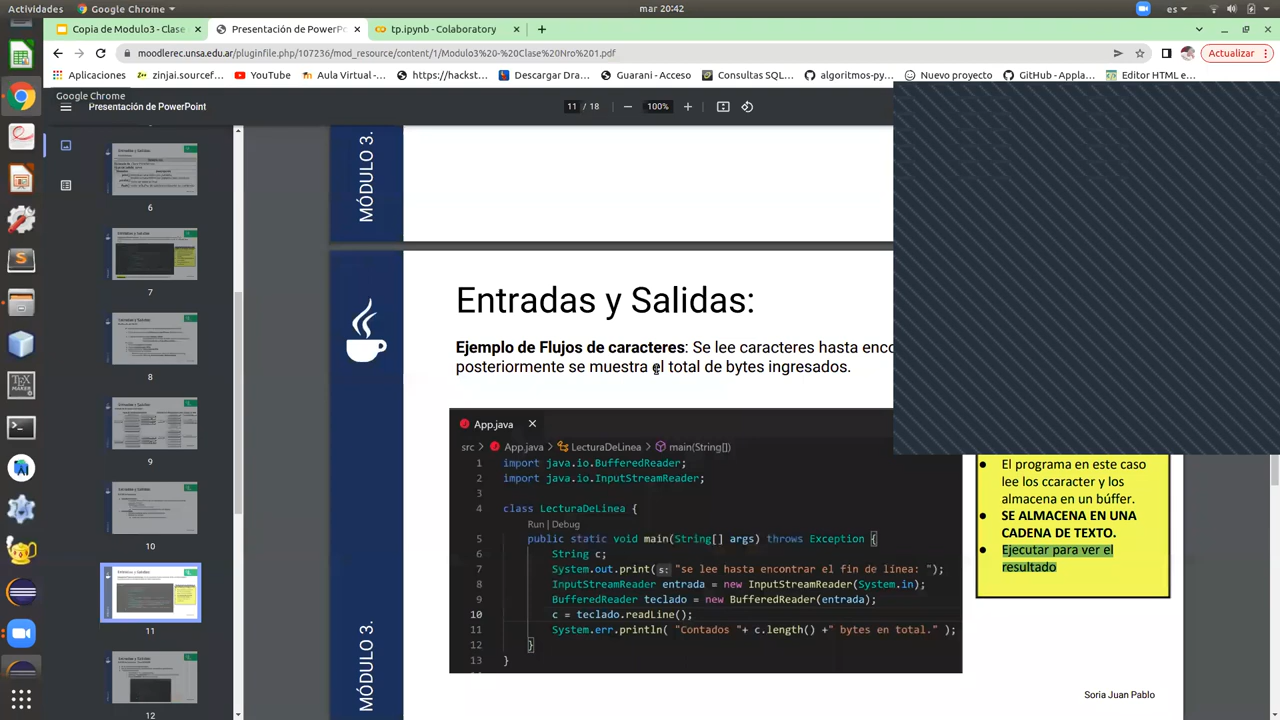 Actividades
Google Chrome
mar 20:42
es
Copia de Modulo3 - Clase
Presentación de PowerPo
tp.ipynb - Colaboratory
moodlerec.unsa.edu.ar/pluginfile.php/107236/mod_resource/content/1/Modulo3%20-%20Clase%20Nro%201.pdf
Actualizar
Aplicaciones
zinjai.sourcef...
YouTube
Aula Virtual -...
https://hackst...
Descargar Dra...
Guarani - Acceso
Consultas SQL...
algoritmos-py...
Nuevo proyecto
GitHub - Appla...
Editor HTML e...
Google Chrome
Presentación de PowerPoint
11 / 18
100%
6
7
8
9
10
11
12
MÓDULO 3.
Entradas y Salidas:
Ejemplo de Flujos de caracteres: Se lee caracteres hasta enco
posteriormente se muestra el total de bytes ingresados.
App.java
src > App.java > LecturaDeLinea > main(String[])
1 import java.io.BufferedReader;
2 import java.io.InputStreamReader;
3
4 class LecturaDeLinea {
Run | Debug
5 public static void main(String[] args) throws Exception {
6 String c;
7 System.out.print(s: "se lee hasta encontrar el fin de línea: ");
8 InputStreamReader entrada = new InputStreamReader(System.in);
9 BufferedReader teclado = new BufferedReader(entrada);
10 c = teclado.readLine();
11 System.err.println( "Contados "+ c.length() +" bytes en total." );
12 }
13 }
El programa en este caso
lee los ccaracter y los
almacena en un búffer.
SE ALMACENA EN UNA
CADENA DE TEXTO.
Ejecutar para ver el
resultado
MÓDULO 3.
Soria Juan Pablo